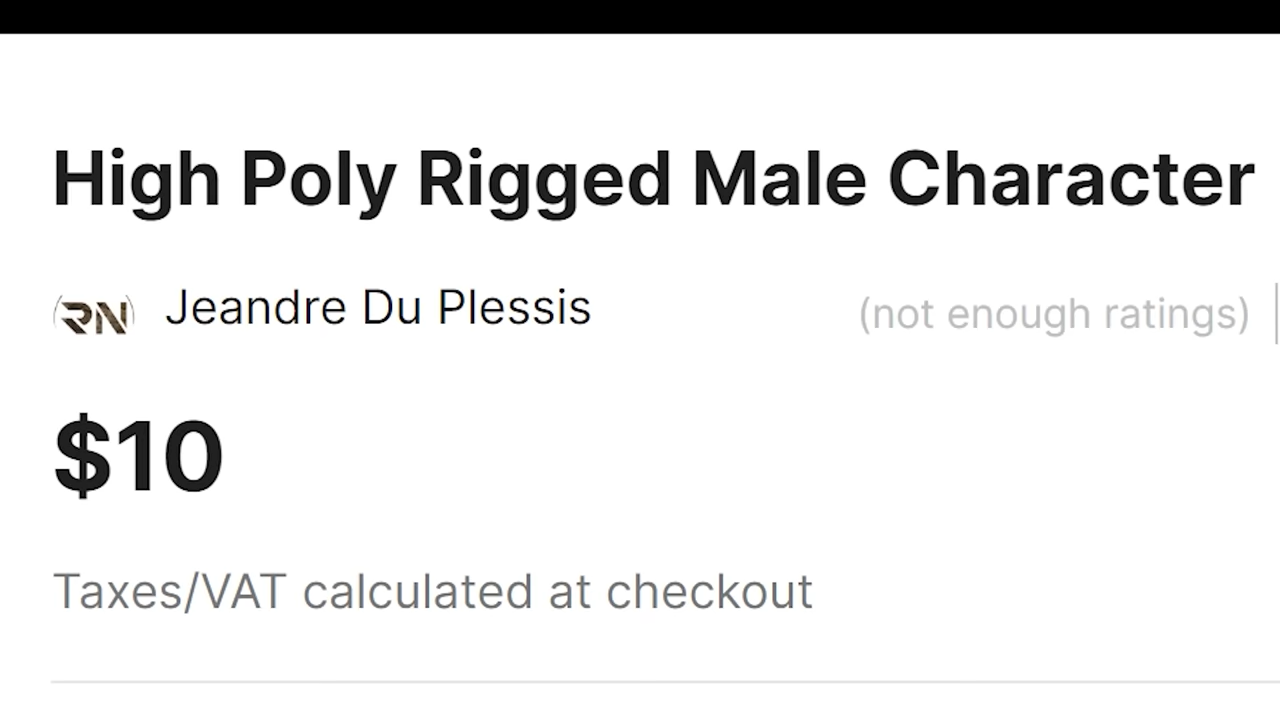 High Poly Rigged Male Character
RN Jeandre Du Plessis (not enough ratings)
$10
Taxes/VAT calculated at checkout